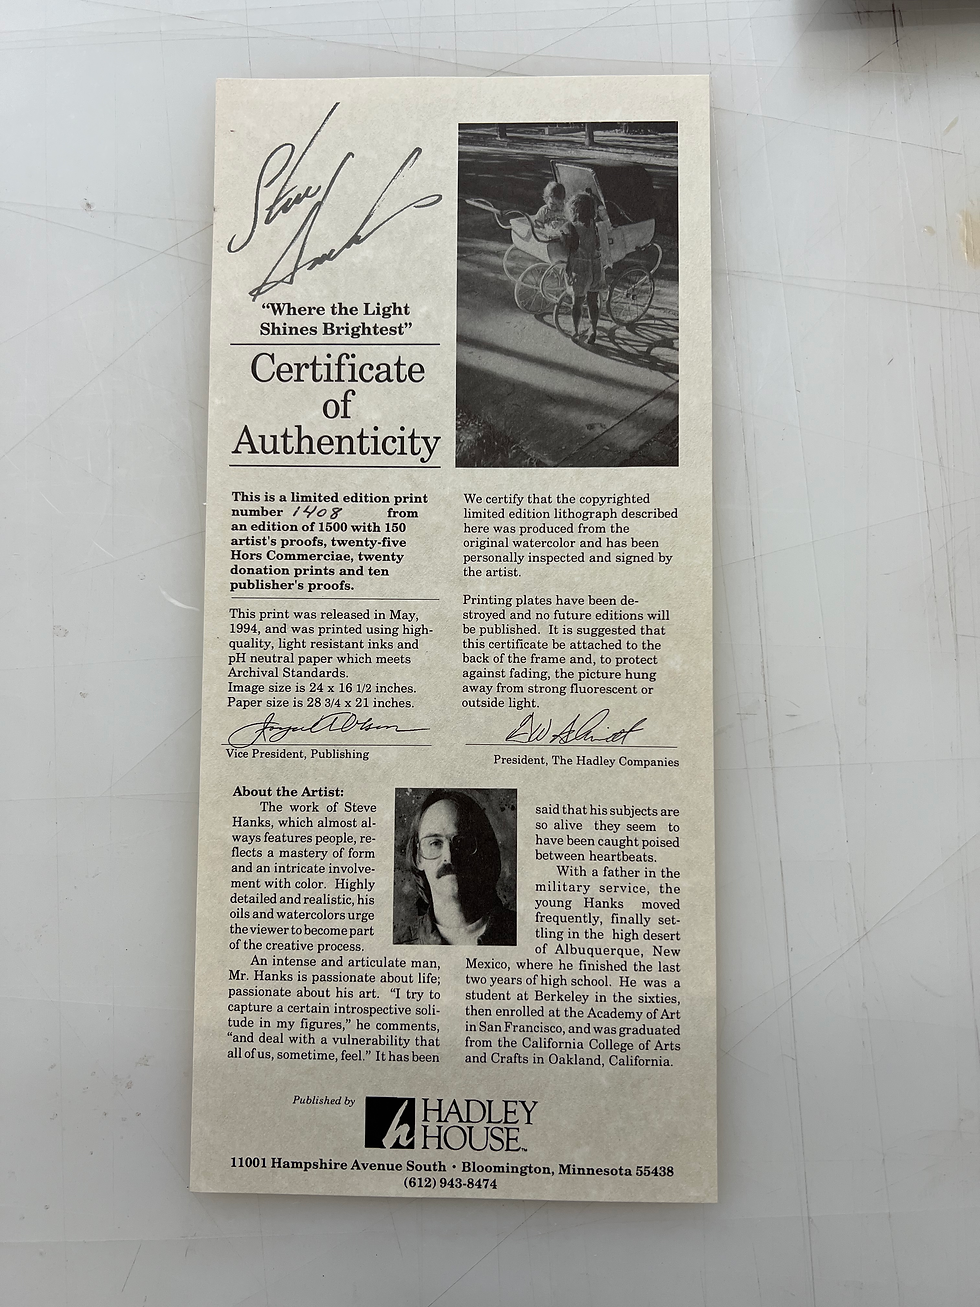 Steve Hanks
“Where the Light
Shines Brightest”
Certificate
of
Authenticity
This is a limited edition print
number 1408 from
an edition of 1500 with 150
artist's proofs, twenty-five
Hors Commerciae, twenty
donation prints and ten
publisher's proofs.
This print was released in May,
1994, and was printed using high-
quality, light resistant inks and
pH neutral paper which meets
Archival Standards.
Image size is 24 x 16 1/2 inches.
Paper size is 28 3/4 x 21 inches.
Vice President, Publishing
We certify that the copyrighted
limited edition lithograph described
here was produced from the
original watercolor and has been
personally inspected and signed by
the artist.
Printing plates have been de-
stroyed and no future editions will
be published. It is suggested that
this certificate be attached to the
back of the frame and, to protect
against fading, the picture hung
away from strong fluorescent or
outside light.
President, The Hadley Companies
About the Artist:
The work of Steve
Hanks, which almost al-
ways features people, re-
flects a mastery of form
and an intricate involve-
ment with color. Highly
detailed and realistic, his
oils and watercolors urge
the viewer to become part
of the creative process.
An intense and articulate man,
Mr. Hanks is passionate about life;
passionate about his art. “I try to
capture a certain introspective soli-
tude in my figures,” he comments,
“and deal with a vulnerability that
all of us, sometime, feel.” It has been
said that his subjects are
so alive they seem to
have been caught poised
between heartbeats.
With a father in the
military service, the
young Hanks moved
frequently, finally set-
tling in the high desert
of Albuquerque, New
Mexico, where he finished the last
two years of high school. He was a
student at Berkeley in the sixties,
then enrolled at the Academy of Art
in San Francisco, and was graduated
from the California College of Arts
and Crafts in Oakland, California.
Published by
h HADLEY
HOUSE™
11001 Hampshire Avenue South • Bloomington, Minnesota 55438
(612) 943-8474